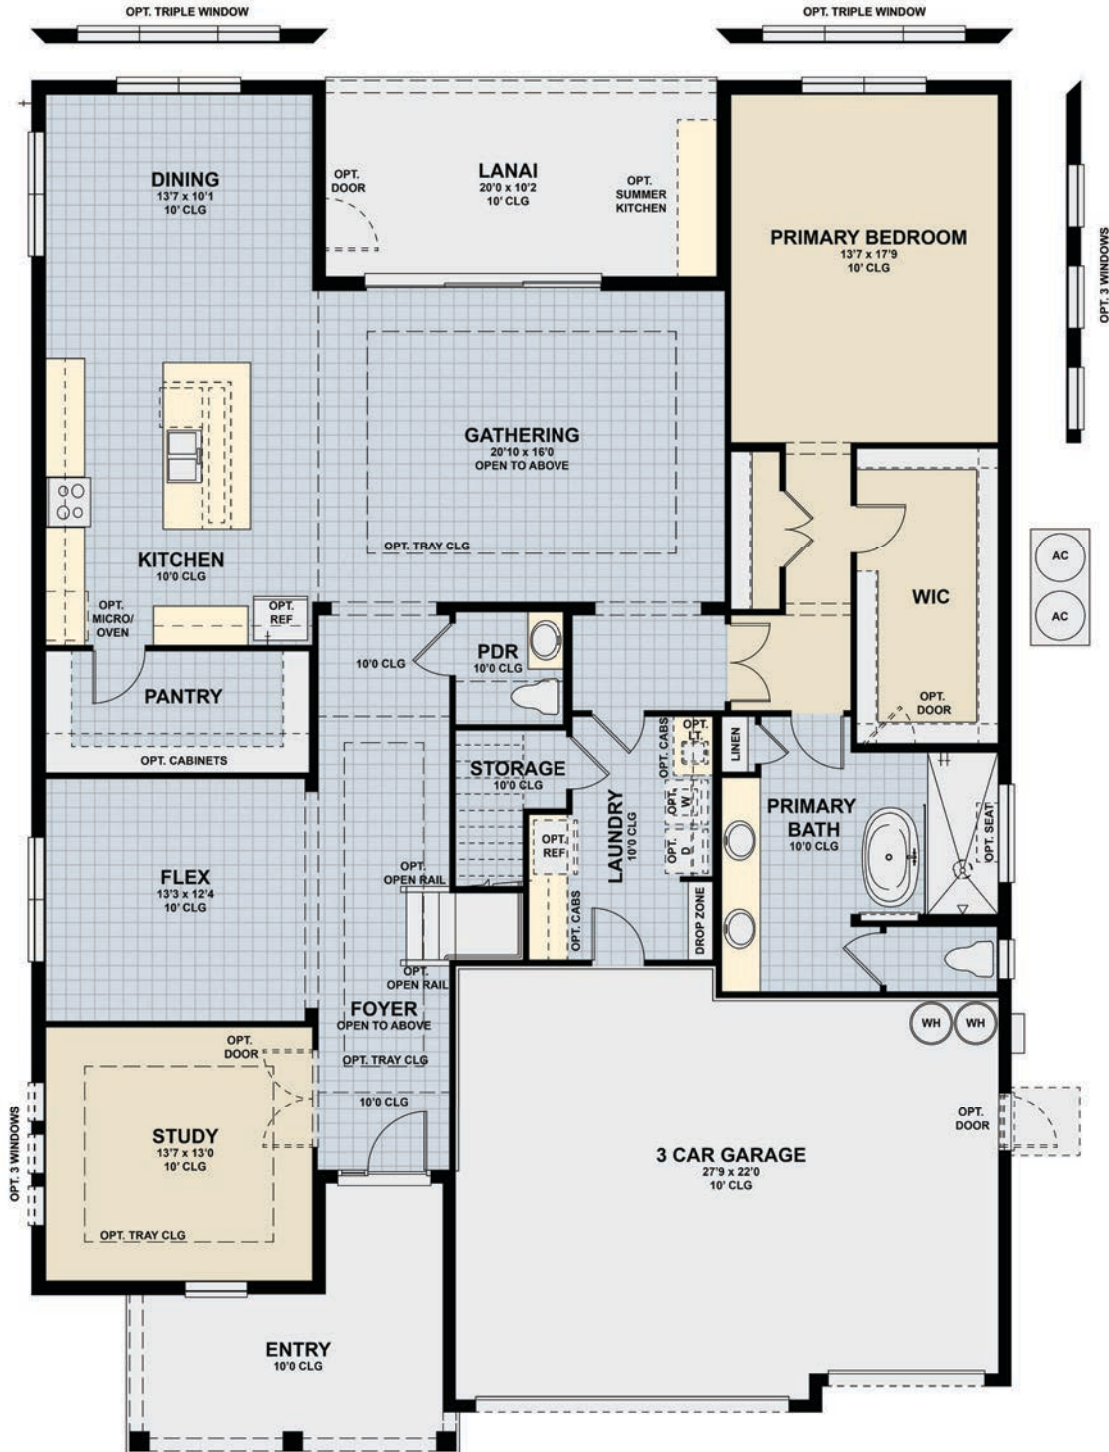 OPT. TRIPLE WINDOW
OPT. TRIPLE WINDOW
DINING
13'7 x 10'1
10' CLG
OPT.
DOOR
LANAI
20'0 x 10'2
10' CLG
OPT.
SUMMER
KITCHEN
PRIMARY BEDROOM
13'7 x 17'9
10' CLG
OPT. 3 WINDOWS
GATHERING
20'10 x 16'0
OPEN TO ABOVE
OPT. TRAY CLG
KITCHEN
10'0 CLG
OPT.
MICRO/
OVEN
OPT.
REF
AC
AC
WIC
OPT.
DOOR
10'0 CLG
PDR
10'0 CLG
PANTRY
OPT. CABINETS
STORAGE
10'0 CLG
OPT. CABS
OPT.
LT.
OPT.
W
OPT.
D
LAUNDRY
10'0 CLG
OPT.
REF
OPT. CABS
DROP ZONE
LINEN
PRIMARY
BATH
10'0 CLG
OPT. SEAT
FLEX
13'3 x 12'4
10' CLG
OPT.
OPEN RAIL
OPT.
OPEN RAIL
FOYER
OPEN TO ABOVE
OPT. TRAY CLG
10'0 CLG
OPT.
DOOR
WH
WH
OPT.
DOOR
OPT. 3 WINDOWS
STUDY
13'7 x 13'0
10' CLG
OPT. TRAY CLG
3 CAR GARAGE
27'9 x 22'0
10' CLG
ENTRY
10'0 CLG